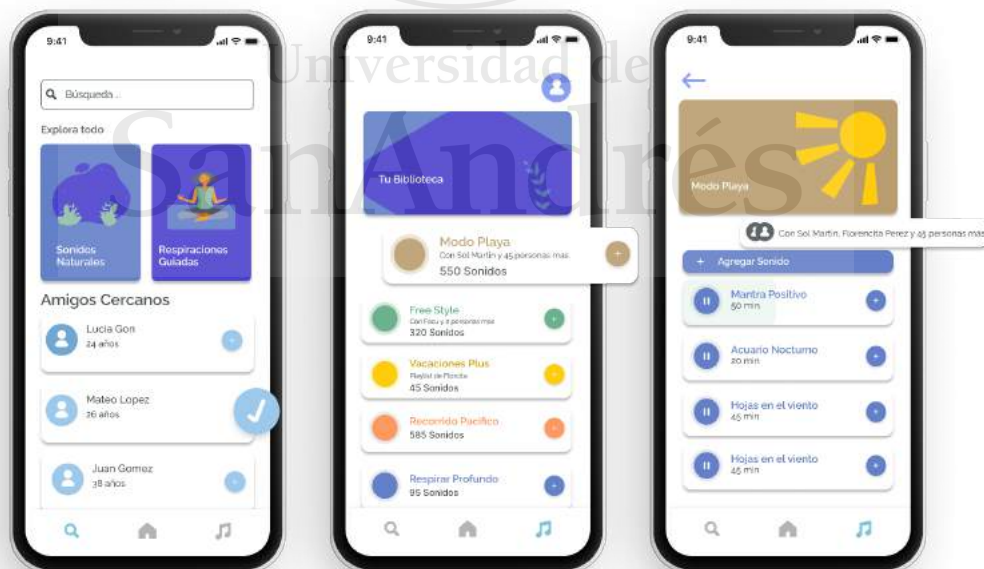 Universidad de
SanAndrés
9:41
Búsqueda ..
Explora todo
Sonidos
Naturales
Respiraciones
Guiadas
Amigos Cercanos
Lucia Gon
24 años
Mateo Lopez
26 años
Juan Gomez
38 años
9:41
Tu Biblioteca
Modo Playa
Con Sol Martin y 45 personas mas
550 Sonidos
Free Style
320 Sonidos
Vacaciones Plus
45 Sonidos
Recorrido Pacifico
585 Sonidos
Respirar Profundo
95 Sonidos
9:41
Modo Playa
Con Sol Martin, Florencita Perez y 45 personas mas
+ Agregar Sonido
Mantra Positivo
50 min
Acuario Nocturno
20 min
Hojas en el viento
45 min
Hojas en el viento
45 min